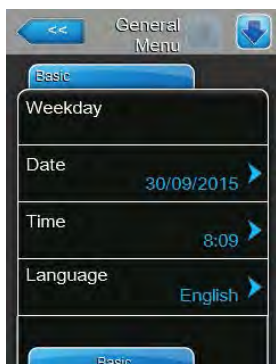 <<
General
Menu
Basic
Weekday
Date
30/09/2015
Time
8:09
Language
English
Basic